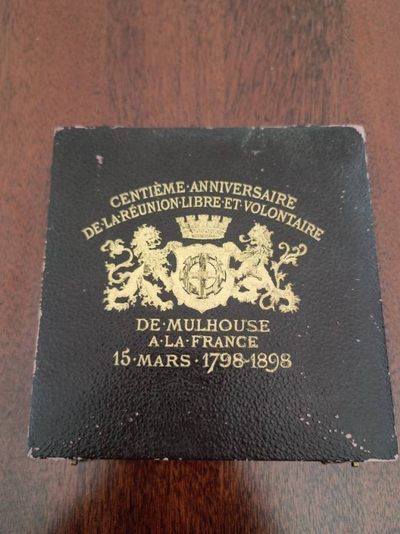 CENTIÈME·ANNIVERSAIRE
DE·LA·RÉUNION·LIBRE·ET·VOLONTAIRE
DE·MULHOUSE
A·LA·FRANCE
15·MARS·1798-1898